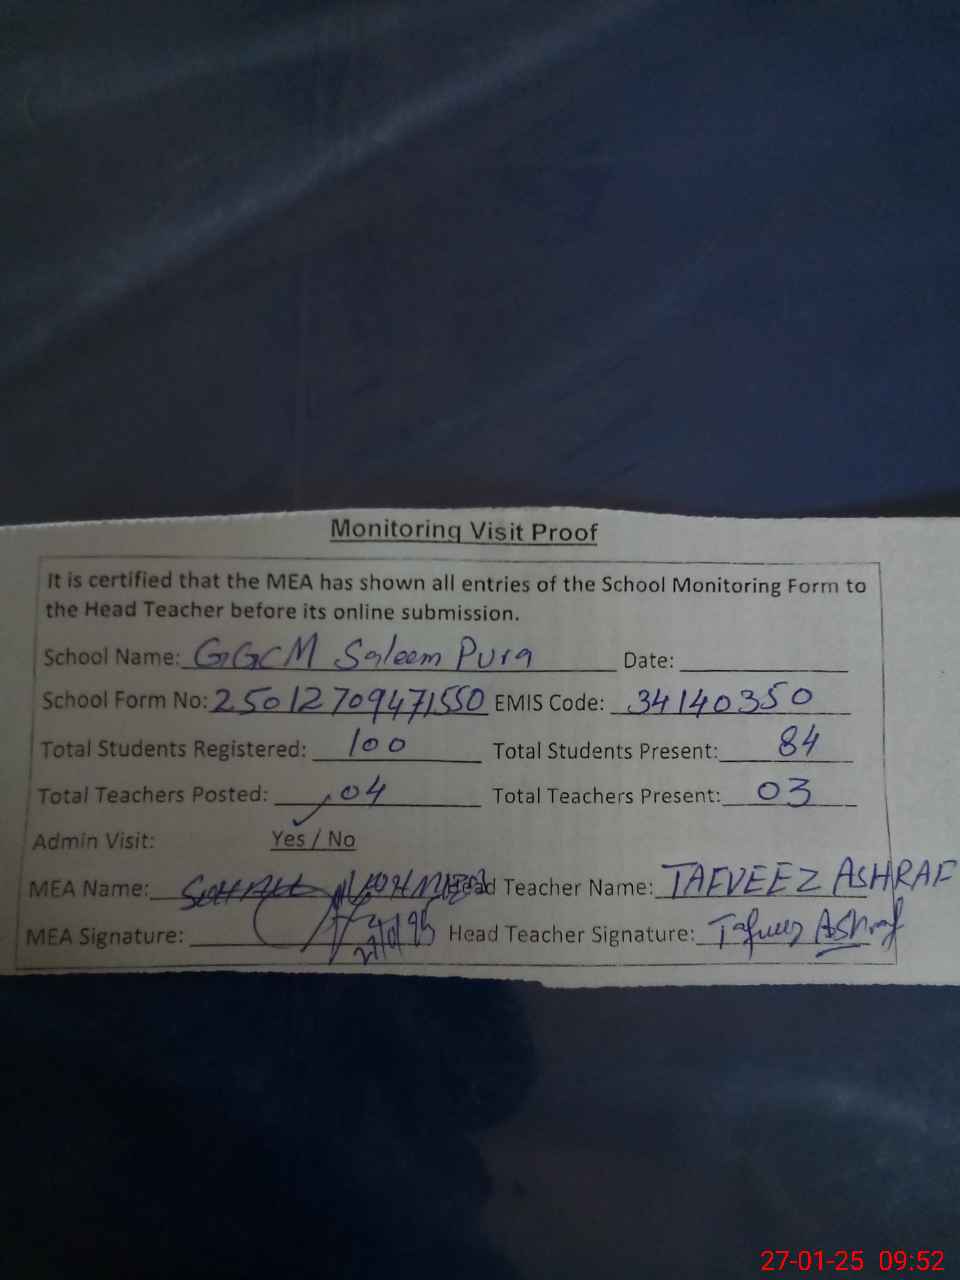 Monitoring Visit Proof
It is certified that the MEA has shown all entries of the School Monitoring Form to
the Head Teacher before its online submission.
School Name: GGCM Saleem Pura Date:
School Form No: 25012709471550 EMIS Code: 34140350
Total Students Registered: 100 Total Students Present: 84
Total Teachers Posted: 04 Total Teachers Present: 03
Admin Visit: Yes / No
MEA Name: Head Teacher Name: TAFVEEZ ASHRAF
MEA Signature: Head Teacher Signature: Tafveez Ashraf
27-01-25 09:52